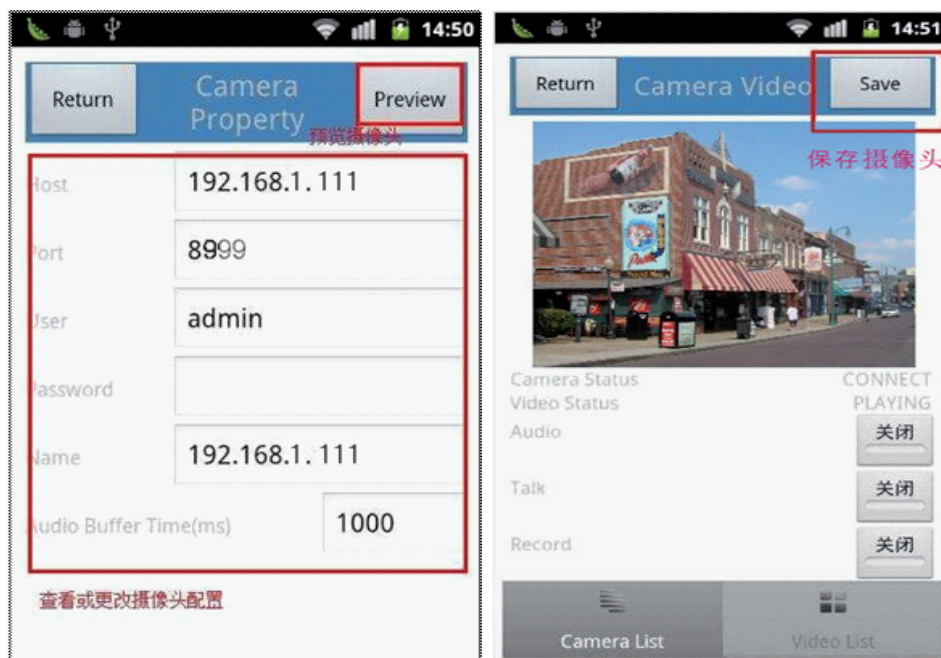 14:50
Return
Camera
Property
Preview
预览摄像头
Host
192.168.1.111
Port
8999
User
admin
Password
Name
192.168.1.111
Audio Buffer Time(ms)
1000
查看或更改摄像头配置
14:51
Return
Camera Video
Save
保存摄像头
Camera Status
CONNECT
Video Status
PLAYING
Audio
关闭
Talk
关闭
Record
关闭
Camera List
Video List